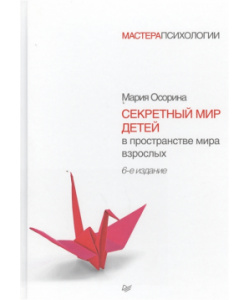 МАСТЕРАПСИХОЛОГИИ
Мария Осорина
СЕКРЕТНЫЙ МИР
ДЕТЕЙ
в пространстве мира
взрослых
6-е издание